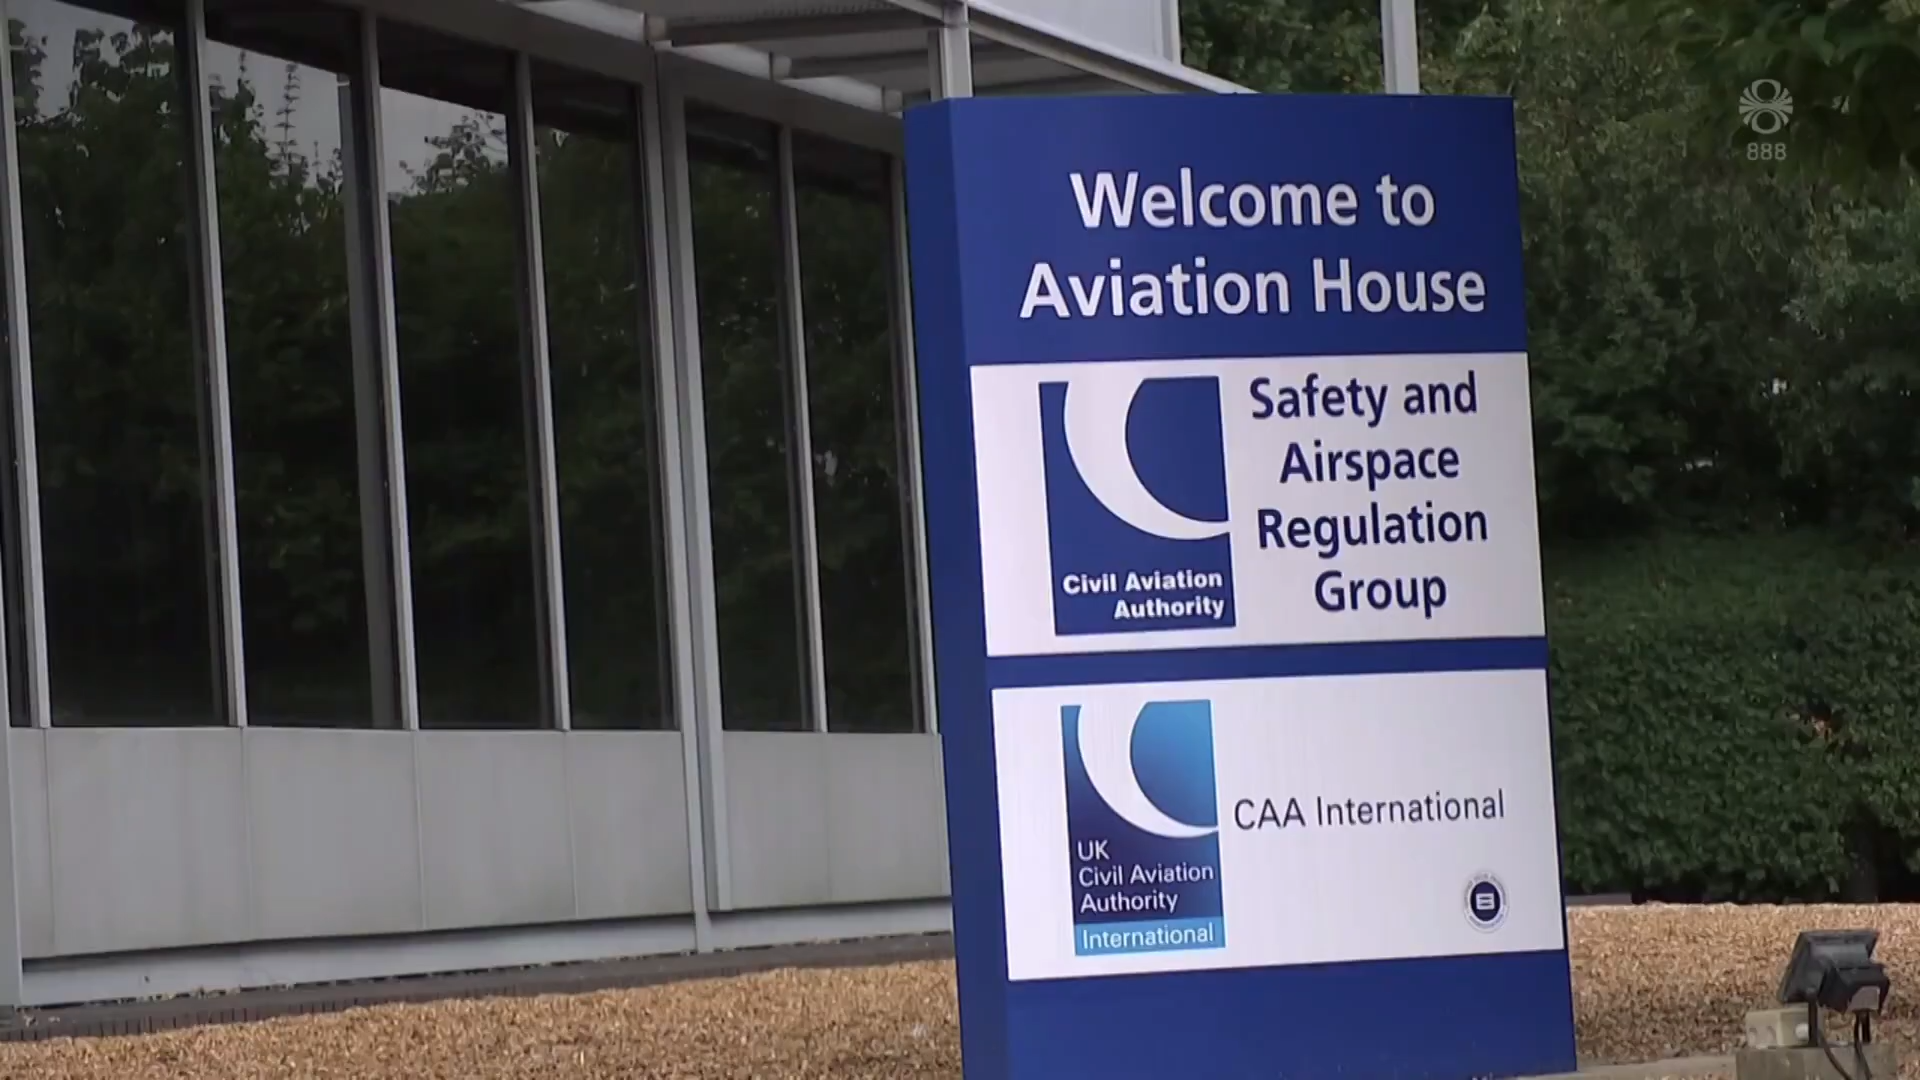 888
Welcome to
Aviation House
Civil Aviation
Authority
Safety and
Airspace
Regulation
Group
UK
Civil Aviation
Authority
International
CAA International